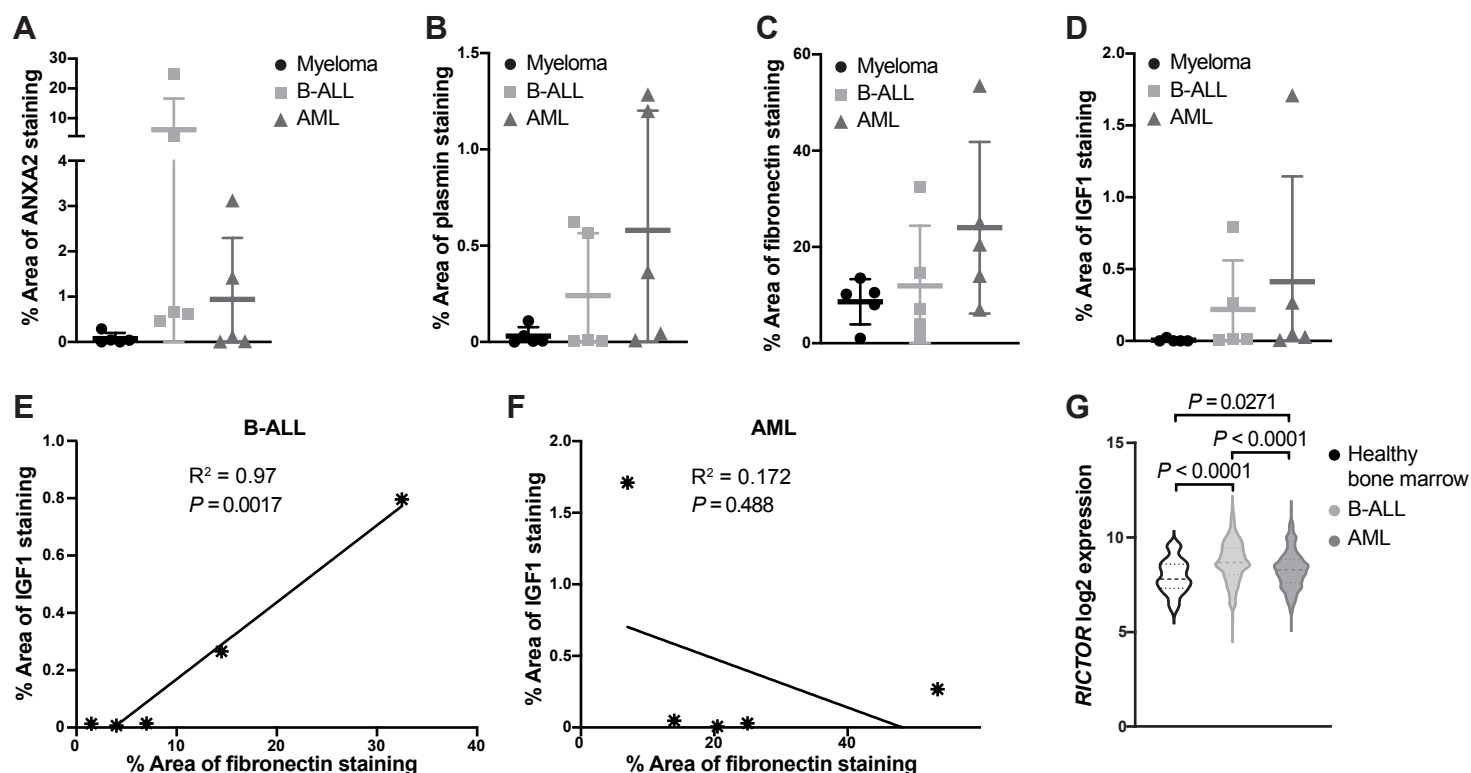 A
% Area of ANXA2 staining
30
20
10
4
3
2
1
0
Myeloma
B-ALL
AML
B
% Area of plasmin staining
1.5
1.0
0.5
0
Myeloma
B-ALL
AML
C
% Area of fibronectin staining
60
40
20
0
Myeloma
B-ALL
AML
D
% Area of IGF1 staining
2.0
1.5
1.0
0.5
0
Myeloma
B-ALL
AML
E
B-ALL
R² = 0.97
P = 0.0017
% Area of IGF1 staining
1.0
0.8
0.6
0.4
0.2
0
0 10 20 30 40
% Area of fibronectin staining
F
AML
R² = 0.172
P = 0.488
% Area of IGF1 staining
2.0
1.5
1.0
0.5
0
0 20 40
% Area of fibronectin staining
G
P = 0.0271
P < 0.0001
P < 0.0001
RICTOR log2 expression
15
10
5
0
Healthy
bone marrow
B-ALL
AML